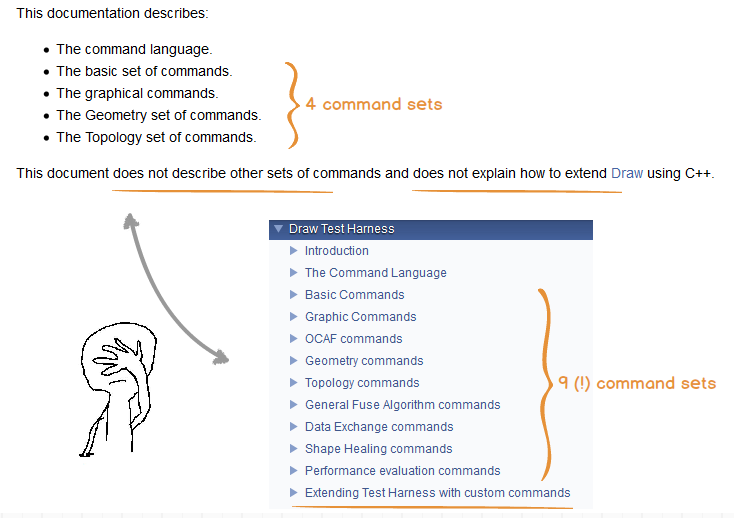 This documentation describes:
• The command language.
• The basic set of commands.
• The graphical commands.
• The Geometry set of commands.
• The Topology set of commands.
4 command sets
This document does not describe other sets of commands and does not explain how to extend Draw using C++.
Draw Test Harness
Introduction
The Command Language
Basic Commands
Graphic Commands
OCAF commands
Geometry commands
Topology commands
General Fuse Algorithm commands
Data Exchange commands
Shape Healing commands
Performance evaluation commands
Extending Test Harness with custom commands
9 (!) command sets